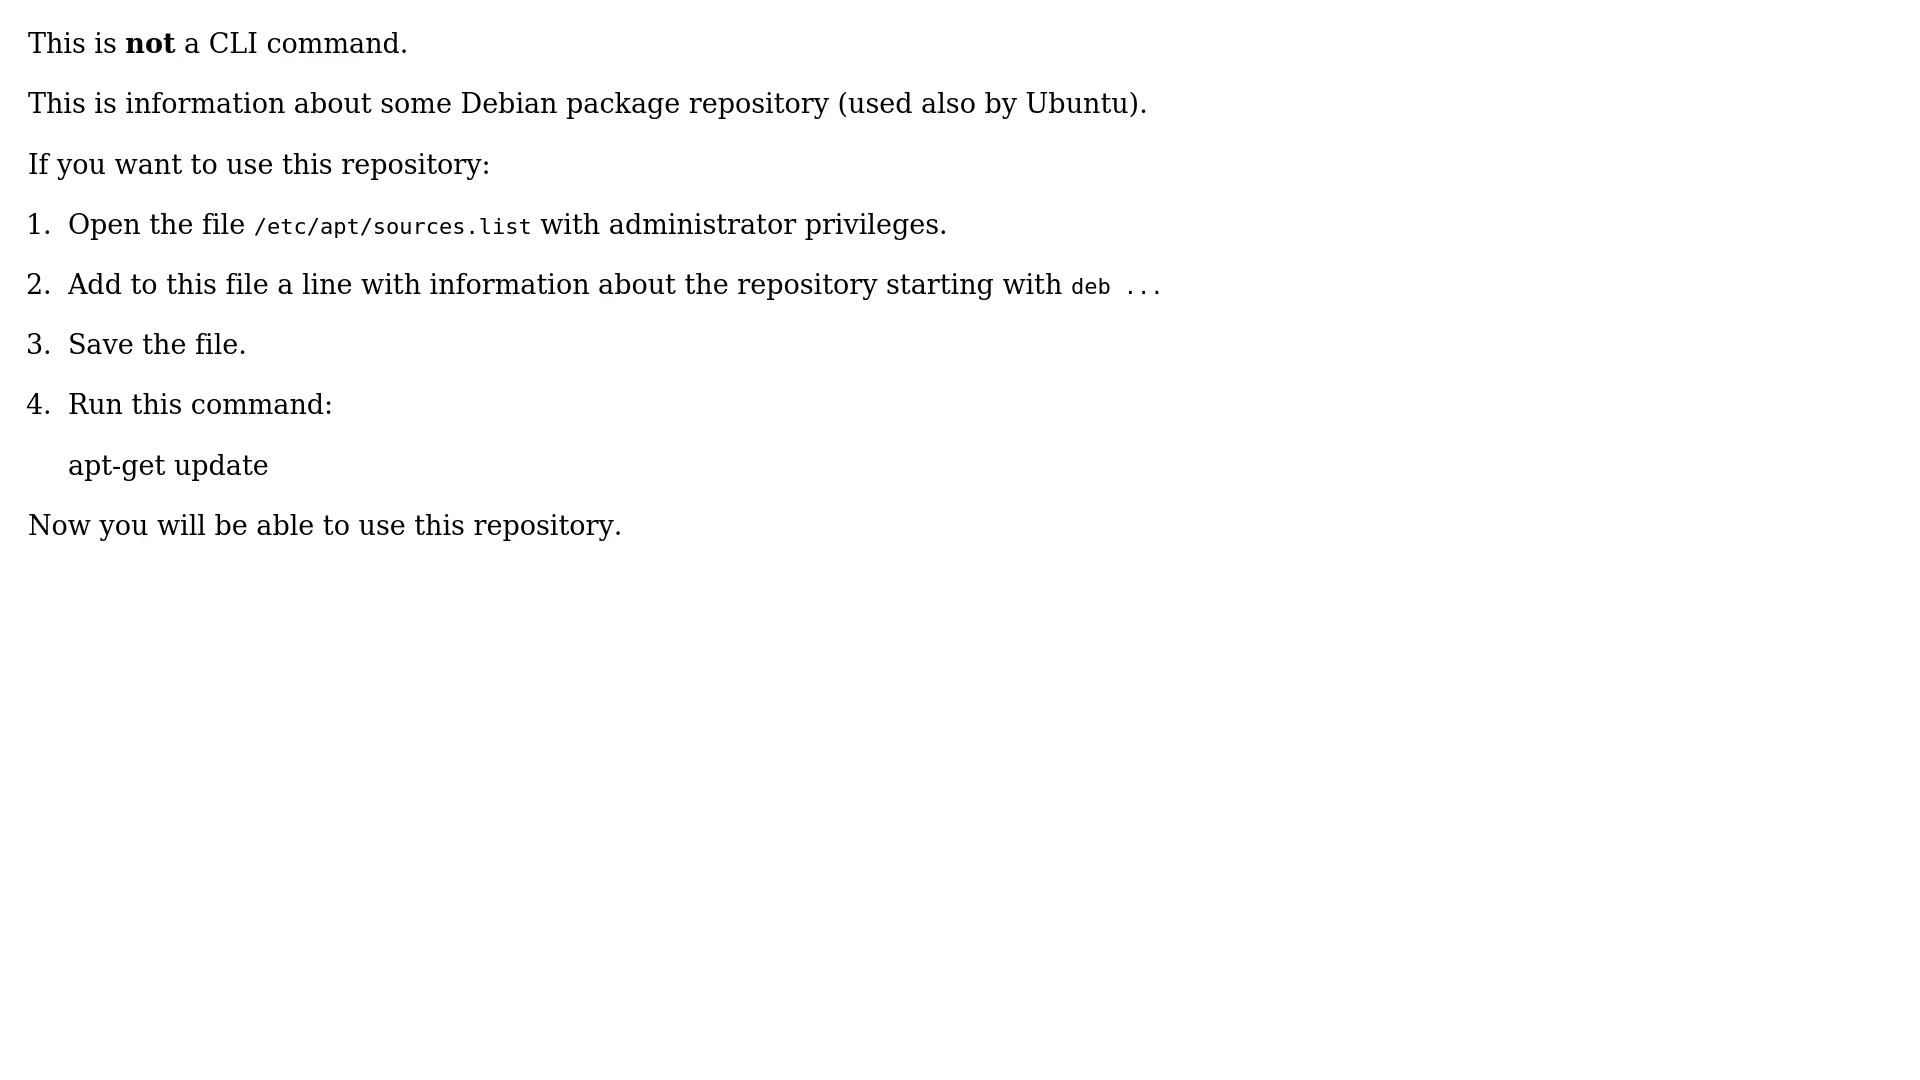 This is not a CLI command.
This is information about some Debian package repository (used also by Ubuntu).
If you want to use this repository:
1. Open the file /etc/apt/sources.list with administrator privileges.
2. Add to this file a line with information about the repository starting with deb ...
3. Save the file.
4. Run this command:
apt-get update
Now you will be able to use this repository.